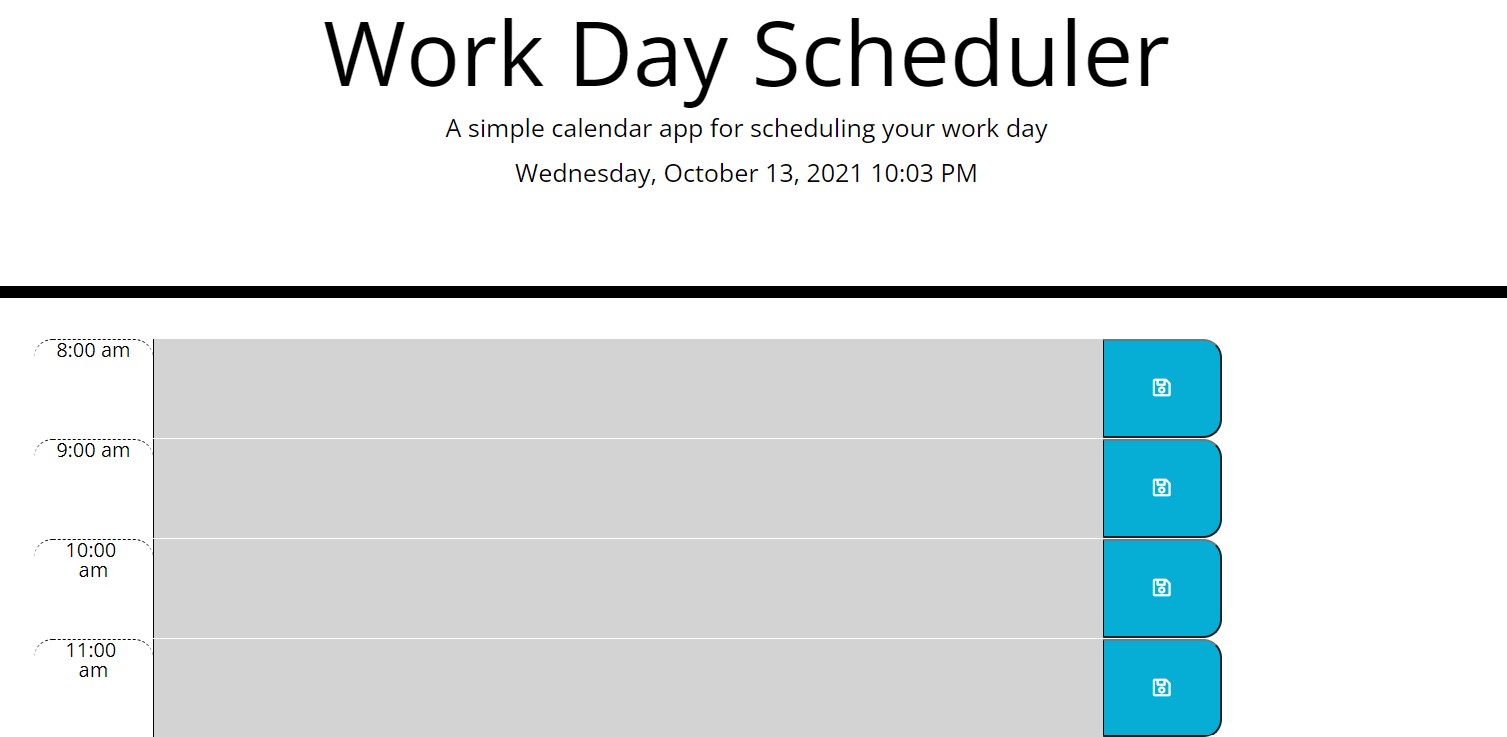 Work Day Scheduler
A simple calendar app for scheduling your work day
Wednesday, October 13, 2021 10:03 PM
8:00 am
9:00 am
10:00
am
11:00
am